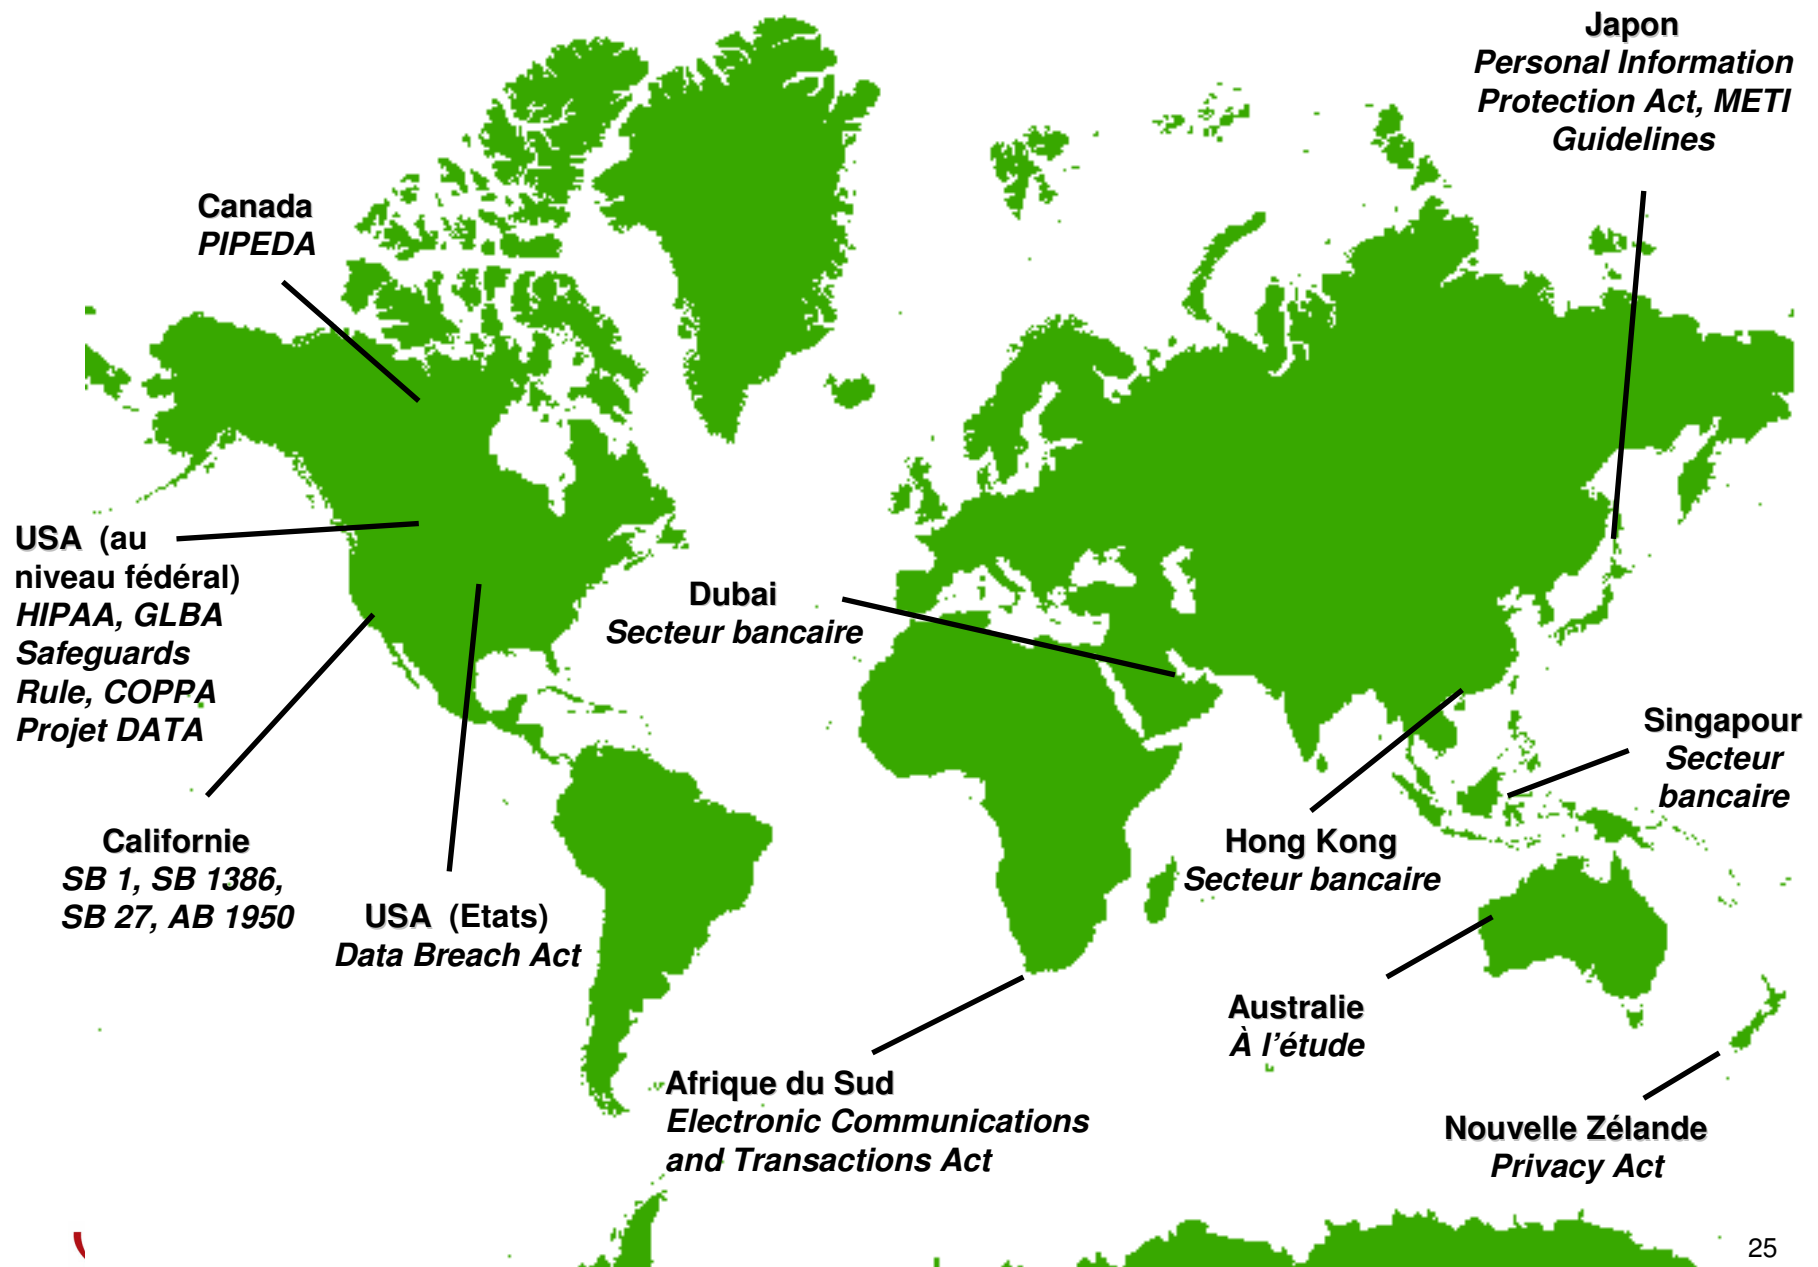 Japon
Personal Information
Protection Act, METI
Guidelines
Canada
PIPEDA
USA (au
niveau fédéral)
HIPAA, GLBA
Safeguards
Rule, COPPA
Projet DATA
Dubai
Secteur bancaire
Singapour
Secteur
bancaire
Californie
SB 1, SB 1386,
SB 27, AB 1950
Hong Kong
Secteur bancaire
USA (Etats)
Data Breach Act
Australie
À l’étude
Afrique du Sud
Electronic Communications
and Transactions Act
Nouvelle Zélande
Privacy Act
25